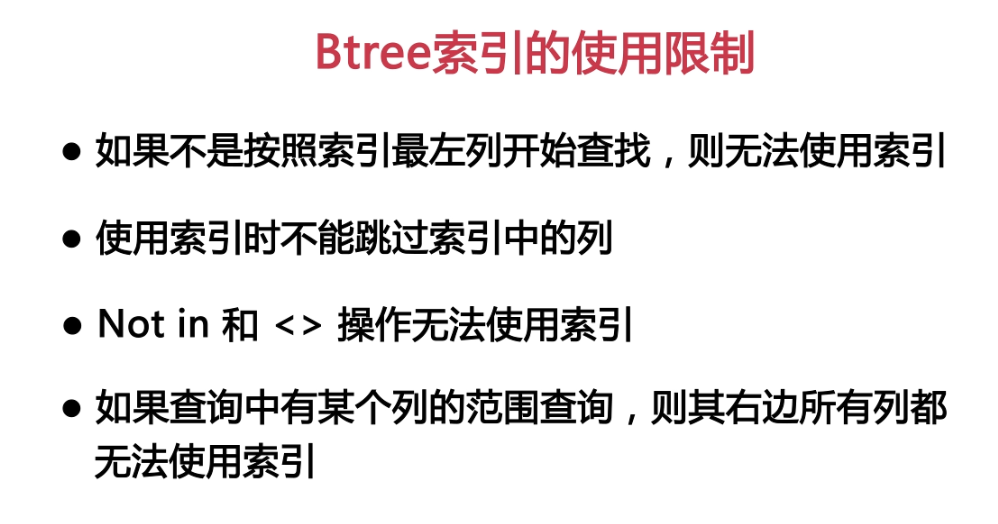 Btree索引的使用限制
● 如果不是按照索引最左列开始查找，则无法使用索引
● 使用索引时不能跳过索引中的列
● Not in 和 <> 操作无法使用索引
● 如果查询中有某个列的范围查询，则其右边所有列都
无法使用索引